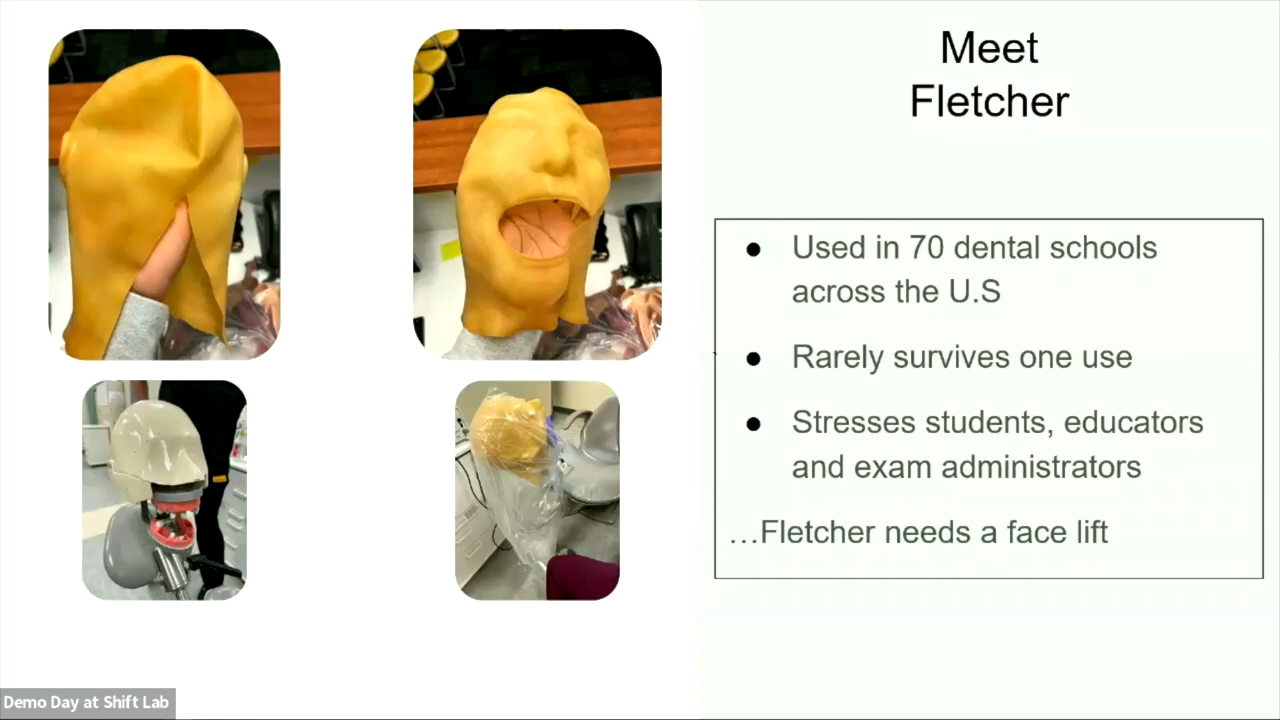 Meet
Fletcher
● Used in 70 dental schools
across the U.S
● Rarely survives one use
● Stresses students, educators
and exam administrators
…Fletcher needs a face lift
Demo Day at Shift Lab